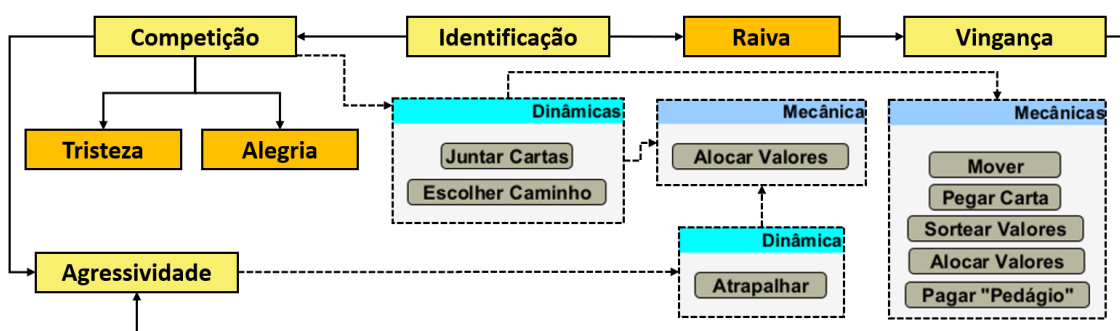 Competição
Identificação
Raiva
Vingança
Tristeza
Alegria
Dinâmicas
Juntar Cartas
Escolher Caminho
Mecânica
Alocar Valores
Mecânicas
Mover
Pegar Carta
Sortear Valores
Alocar Valores
Pagar "Pedágio"
Dinâmica
Atrapalhar
Agressividade